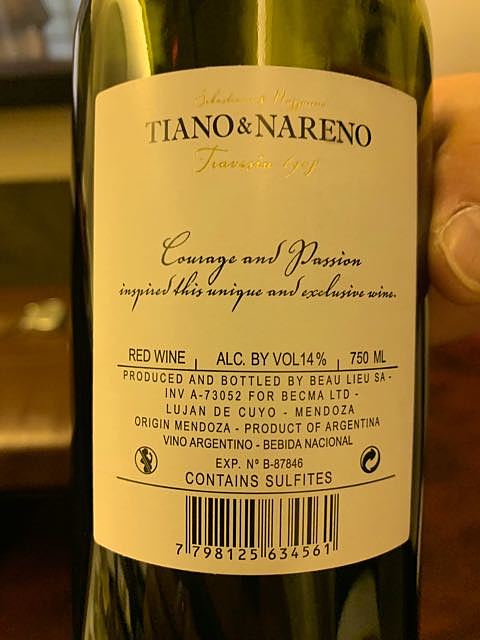 TIANO & NARENO
Travesía 1908
Courage and Passion
inspired this unique and exclusive wine.
RED WINE | ALC. BY VOL 14% | 750 ML
PRODUCED AND BOTTLED BY BEAU LIEU SA -
INV A-73052 FOR BECMA LTD -
LUJAN DE CUYO - MENDOZA
ORIGIN MENDOZA - PRODUCT OF ARGENTINA
VINO ARGENTINO - BEBIDA NACIONAL
EXP. Nº B-87846
CONTAINS SULFITES
7 798125 634561